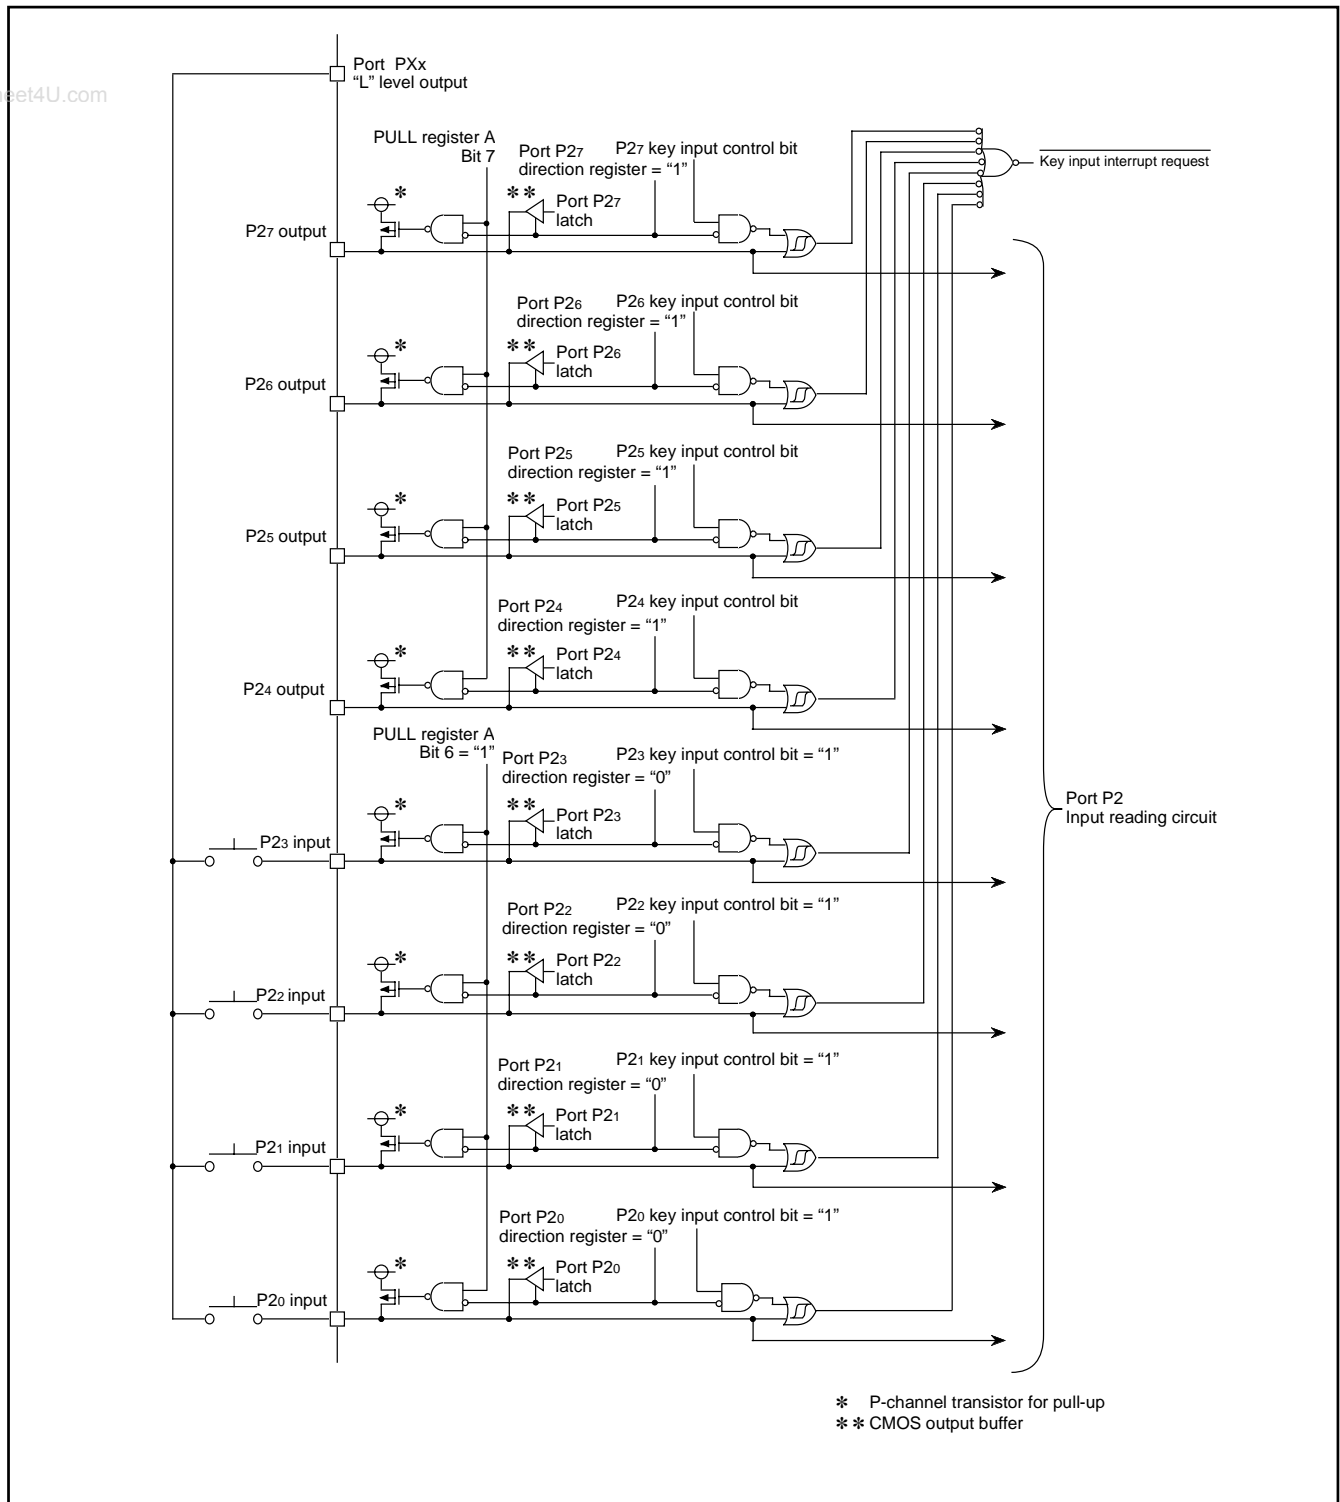 Port PXx
“L” level output
eet4U.com
PULL register A
Bit 7
Port P27
direction register = “1”
P27 key input control bit
Key input interrupt request
*
**
Port P27
latch
P27 output
Port P26
direction register = “1”
P26 key input control bit
*
**
Port P26
latch
P26 output
Port P25
direction register = “1”
P25 key input control bit
*
**
Port P25
latch
P25 output
Port P24
direction register = “1”
P24 key input control bit
*
**
Port P24
latch
P24 output
PULL register A
Bit 6 = “1”
Port P23
direction register = “0”
P23 key input control bit = “1”
*
**
Port P23
latch
P23 input
Port P2
Input reading circuit
Port P22
direction register = “0”
P22 key input control bit = “1”
*
**
Port P22
latch
P22 input
Port P21
direction register = “0”
P21 key input control bit = “1”
*
**
Port P21
latch
P21 input
Port P20
direction register = “0”
P20 key input control bit = “1”
*
**
Port P20
latch
P20 input
* P-channel transistor for pull-up
** CMOS output buffer